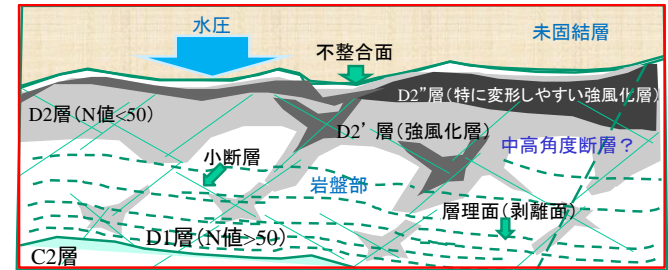 水圧
未固結層
不整合面
D2”層(特に変形しやすい強風化層)
D2層(N値<50)
D2’層(強風化層)
中高角度断層?
小断層
岩盤部
層理面(剥離面)
D1層(N値>50)
C2層